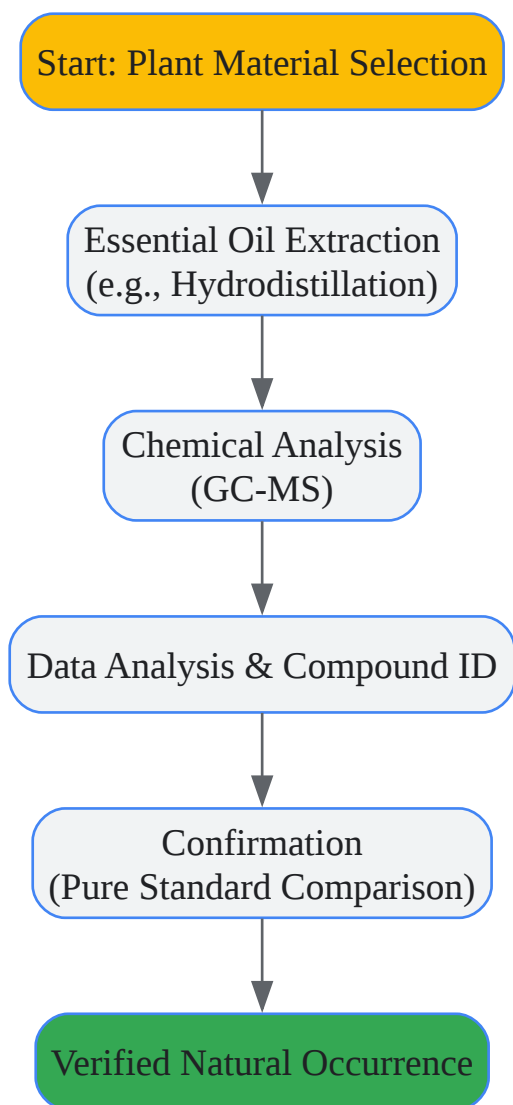 Start: Plant Material Selection
Essential Oil Extraction
(e.g., Hydrodistillation)
Chemical Analysis
(GC-MS)
Data Analysis & Compound ID
Confirmation
(Pure Standard Comparison)
Verified Natural Occurrence